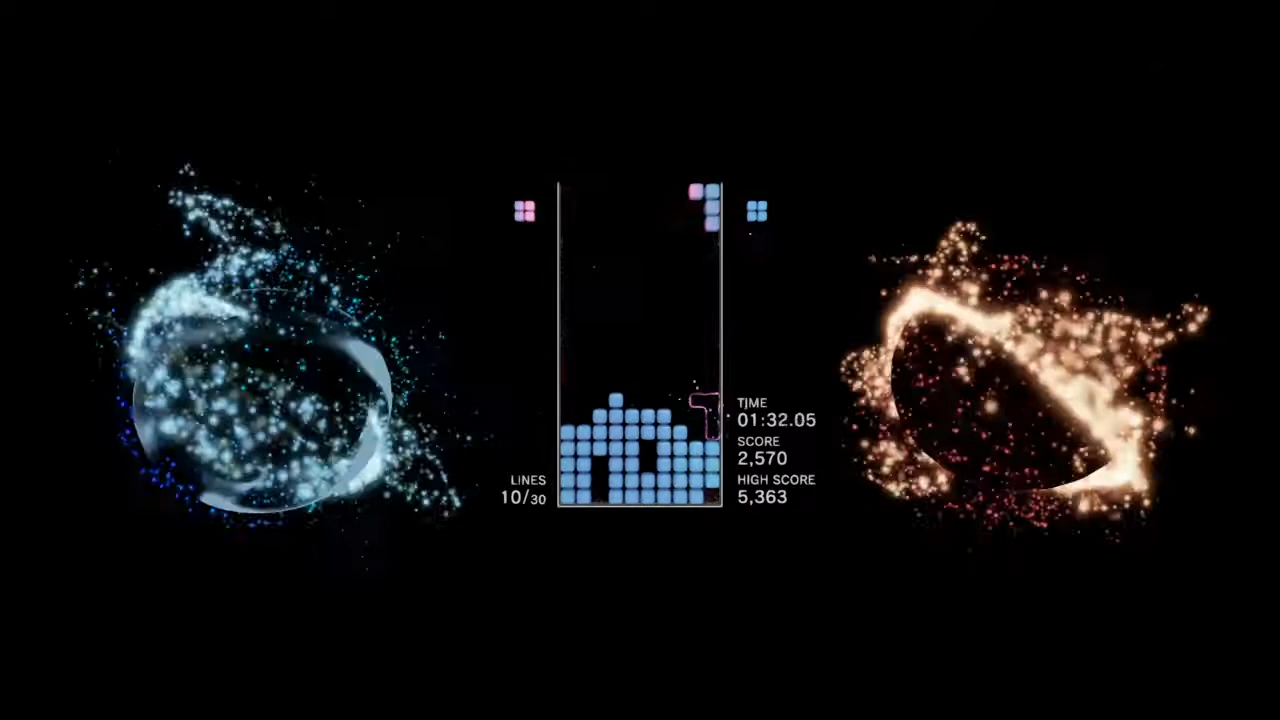 TIME
01:32.05
SCORE
2,570
LINES
HIGH SCORE
10/30
5,363